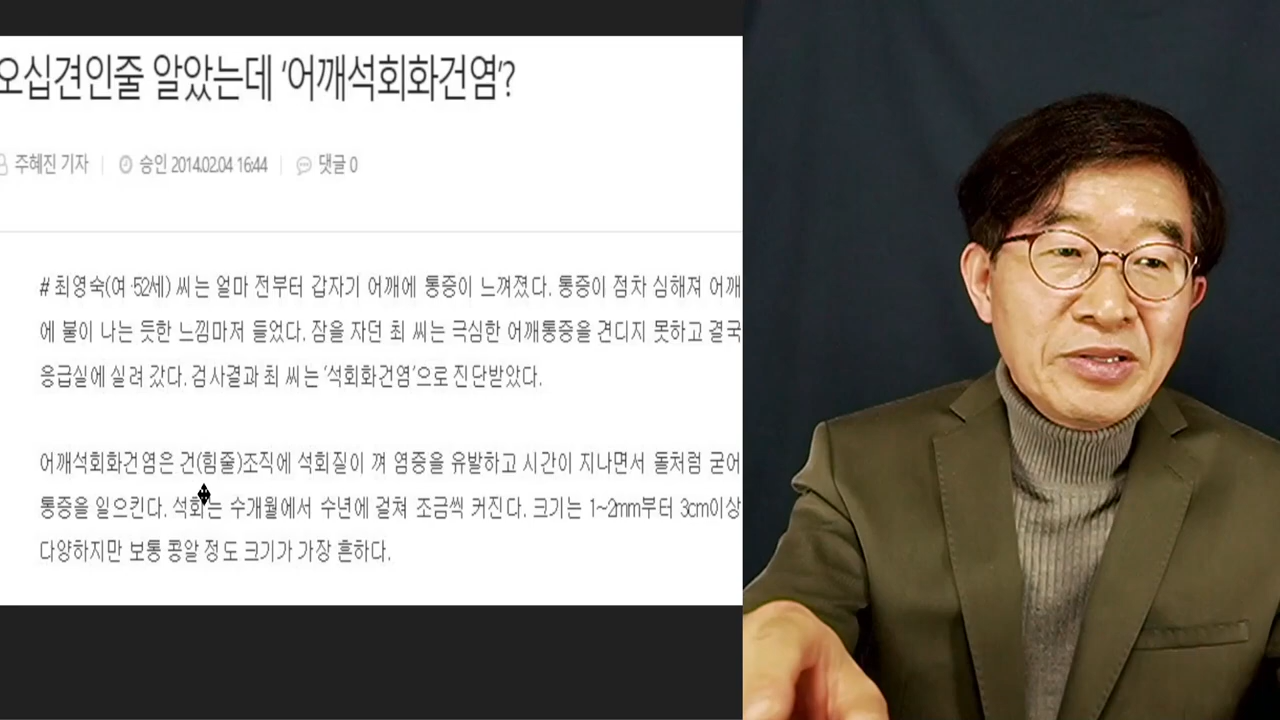 오십견인줄 알았는데 '어깨석회화건염'?
주혜진 기자 승인 2014.02.04 16:44 댓글 0
# 최영숙(여·52세) 씨는 얼마 전부터 갑자기 어깨에 통증이 느껴졌다. 통증이 점차 심해져 어깨
에 불이 나는 듯한 느낌마저 들었다. 잠을 자던 최 씨는 극심한 어깨통증을 견디지 못하고 결국
응급실에 실려 갔다. 검사결과 최 씨는 '석회화건염'으로 진단받았다.
어깨석회화건염은 건(힘줄)조직에 석회질이 껴 염증을 유발하고 시간이 지나면서 돌처럼 굳어
통증을 일으킨다. 석회는 수개월에서 수년에 걸쳐 조금씩 커진다. 크기는 1~2mm부터 3cm이상
다양하지만 보통 콩알 정도 크기가 가장 흔하다.